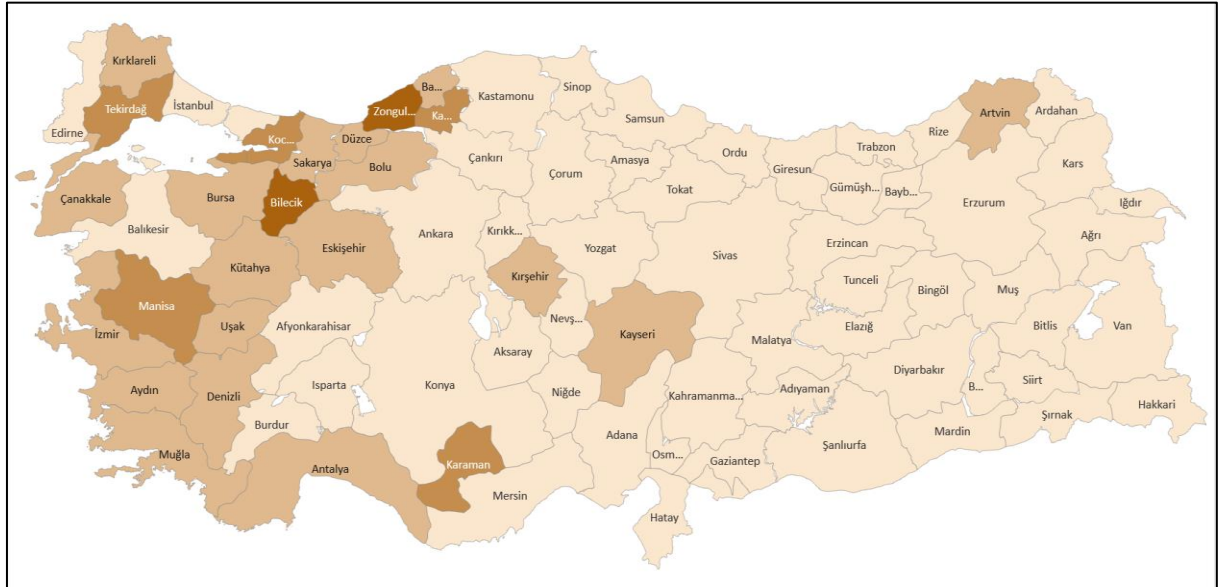 Kırklareli
Tekirdağ
İstanbul
Edirne
Koc...
Sakarya
Düzce
Bolu
Zongul...
Ba...
Ka...
Kastamonu
Sinop
Samsun
Çankırı
Çorum
Amasya
Ordu
Tokat
Giresun
Trabzon
Gümüşh...
Bayb...
Rize
Artvin
Ardahan
Kars
Iğdır
Erzurum
Ağrı
Çanakkale
Bursa
Bilecik
Balıkesir
Eskişehir
Ankara
Kırıkk...
Yozgat
Sivas
Erzincan
Kütahya
Kırşehir
Tunceli
Bingöl
Muş
Manisa
Uşak
Afyonkarahisar
Nevş...
Kayseri
Malatya
Elazığ
Bitlis
Van
İzmir
Aksaray
Diyarbakır
Aydın
Denizli
Isparta
Konya
Niğde
Kahramanma...
Adıyaman
B...
Siirt
Şırnak
Hakkari
Burdur
Adana
Mardin
Muğla
Antalya
Karaman
Mersin
Osm...
Gaziantep
Şanlıurfa
Hatay